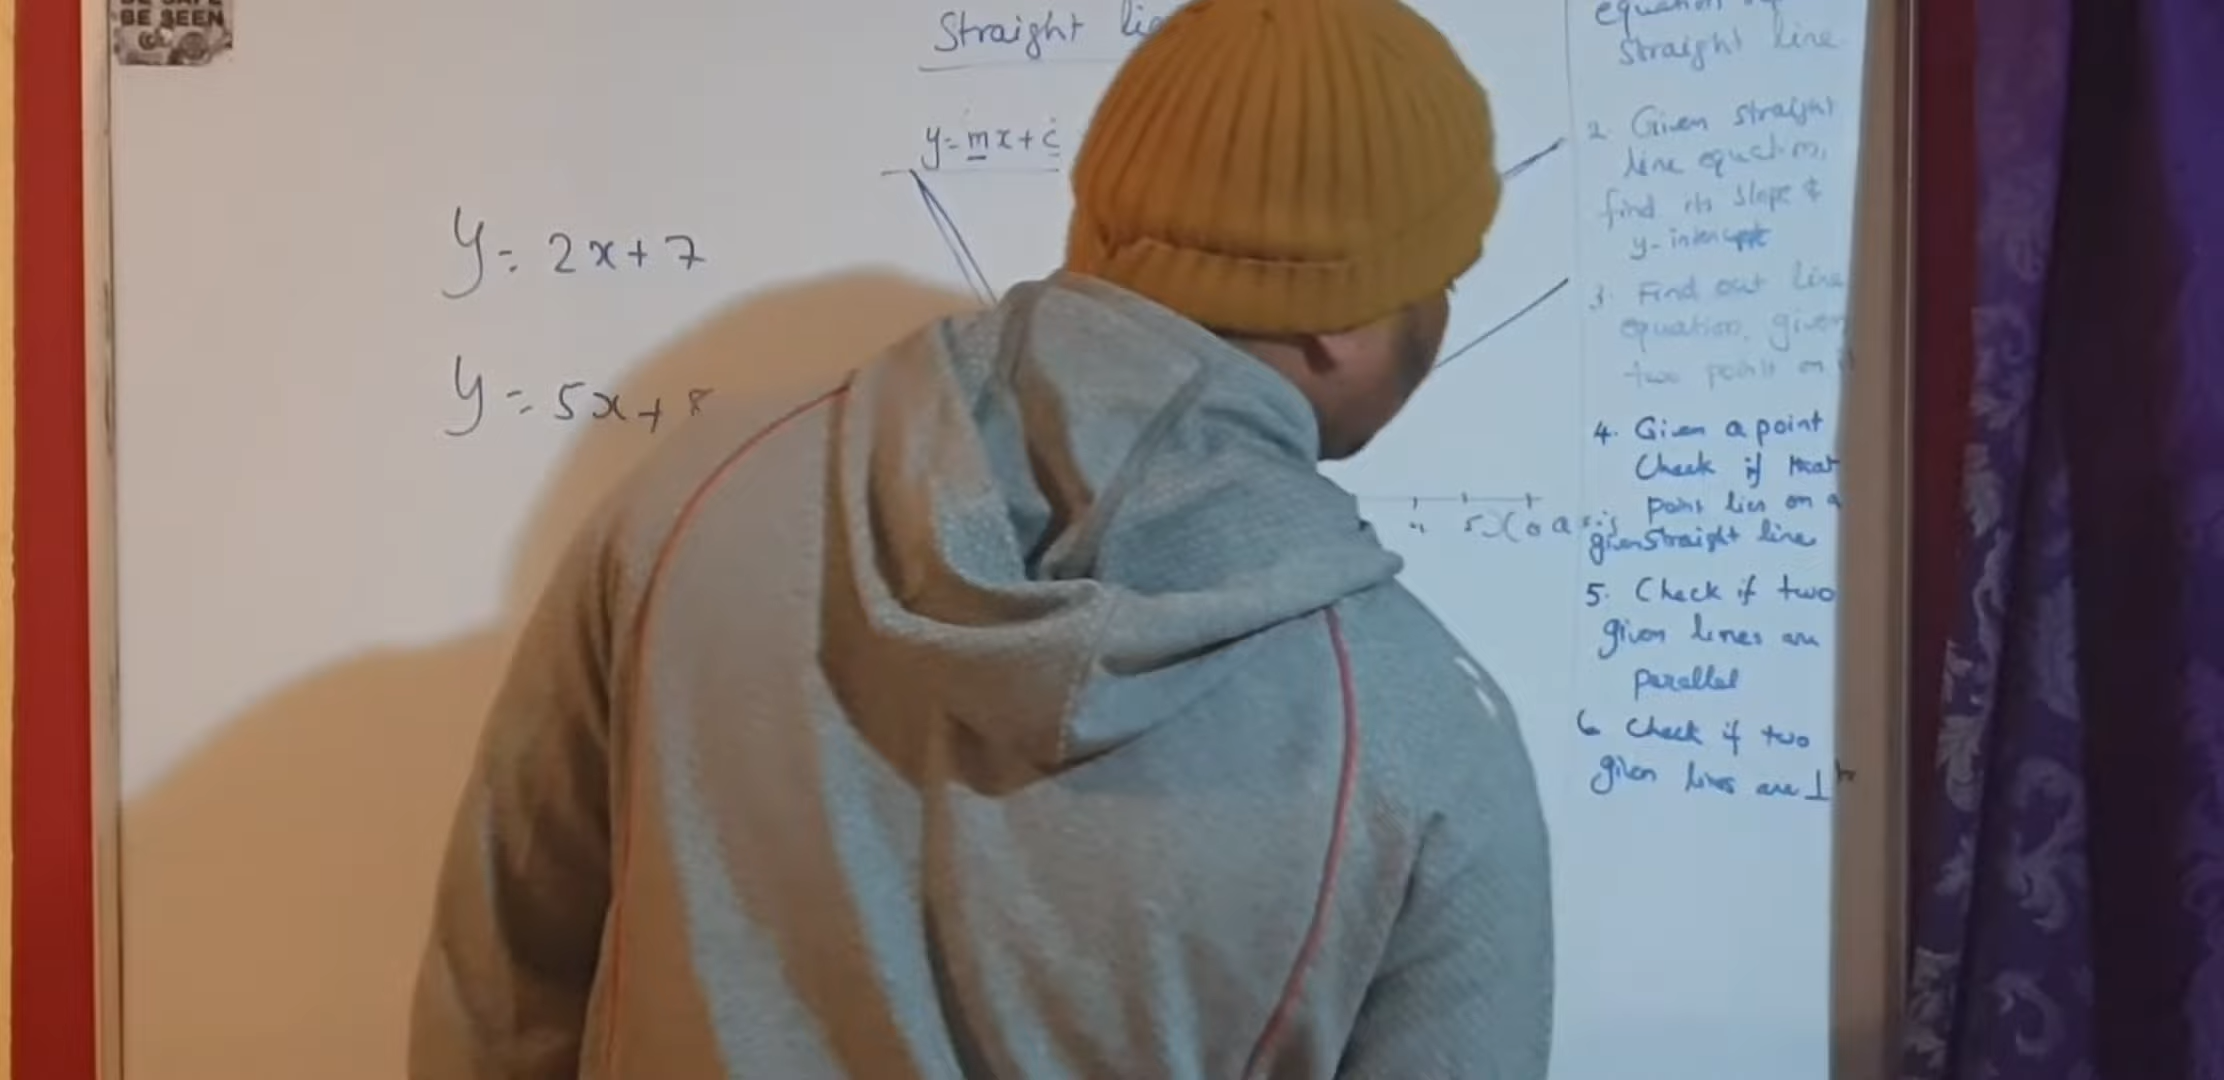 BE SEEN
Straight
y = mx + c
y = 2x + 7
y = 5x +
equation
Straight line
2. Given straight
line equation,
find its slope &
y-intercept
3. Find out line
equation, given
two points on
4. Given a point
Check if that
point lies on a
given straight line
5. Check if two
given lines are
parallel
6 Check if two
given lines are ⊥